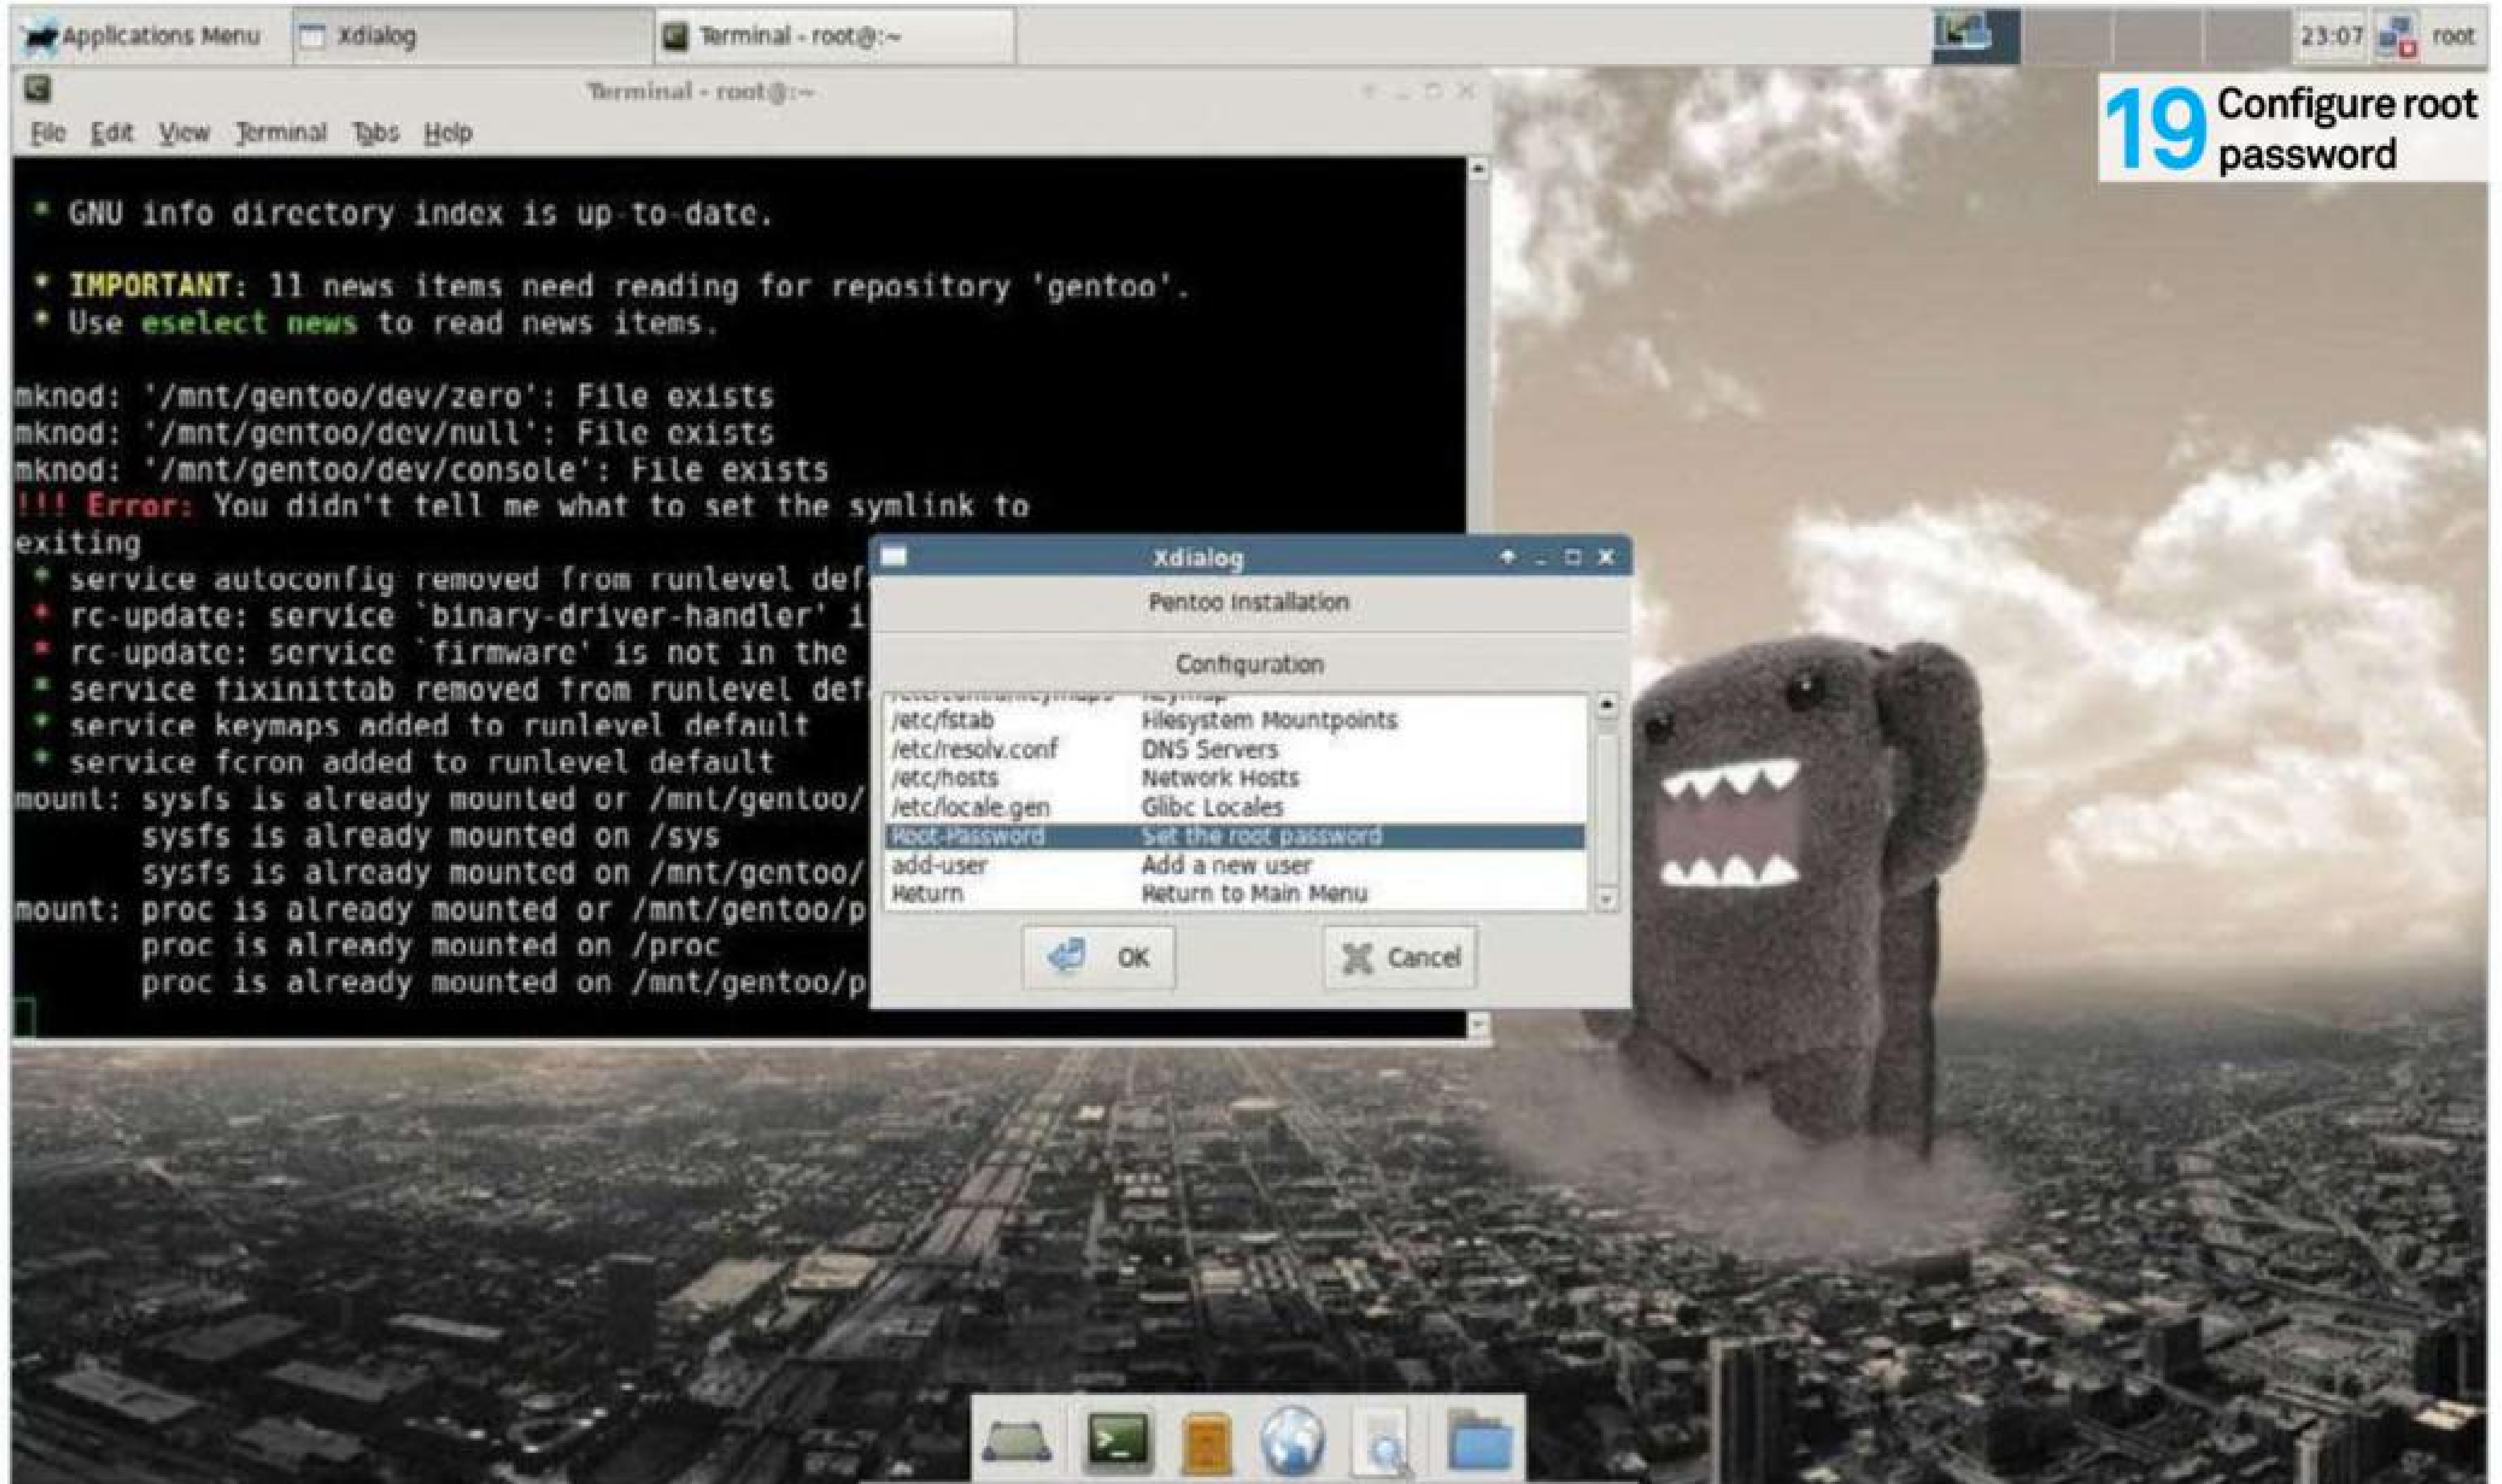 Applications Menu
Xdialog
Terminal - root@:~
23:07
root
19 Configure root
password
Terminal - root@:~
File Edit View Terminal Tabs Help
* GNU info directory index is up-to-date.
* IMPORTANT: 11 news items need reading for repository 'gentoo'.
* Use eselect news to read news items.
mknod: '/mnt/gentoo/dev/zero': File exists
mknod: '/mnt/gentoo/dev/null': File exists
mknod: '/mnt/gentoo/dev/console': File exists
!!! Error: You didn't tell me what to set the symlink to
exiting
* service autoconfig removed from runlevel def
* rc-update: service `binary-driver-handler' i
* rc-update: service `firmware' is not in the
* service fixinittab removed from runlevel def
* service keymaps added to runlevel default
* service fcron added to runlevel default
mount: sysfs is already mounted or /mnt/gentoo/
sysfs is already mounted on /sys
sysfs is already mounted on /mnt/gentoo/
mount: proc is already mounted or /mnt/gentoo/p
proc is already mounted on /proc
proc is already mounted on /mnt/gentoo/p
Xdialog
Pentoo Installation
Configuration
Keymap
/etc/fstab Filesystem Mountpoints
/etc/resolv.conf DNS Servers
/etc/hosts Network Hosts
/etc/locale.gen Glibc Locales
Root-Password Set the root password
add-user Add a new user
Return Return to Main Menu
OK
Cancel